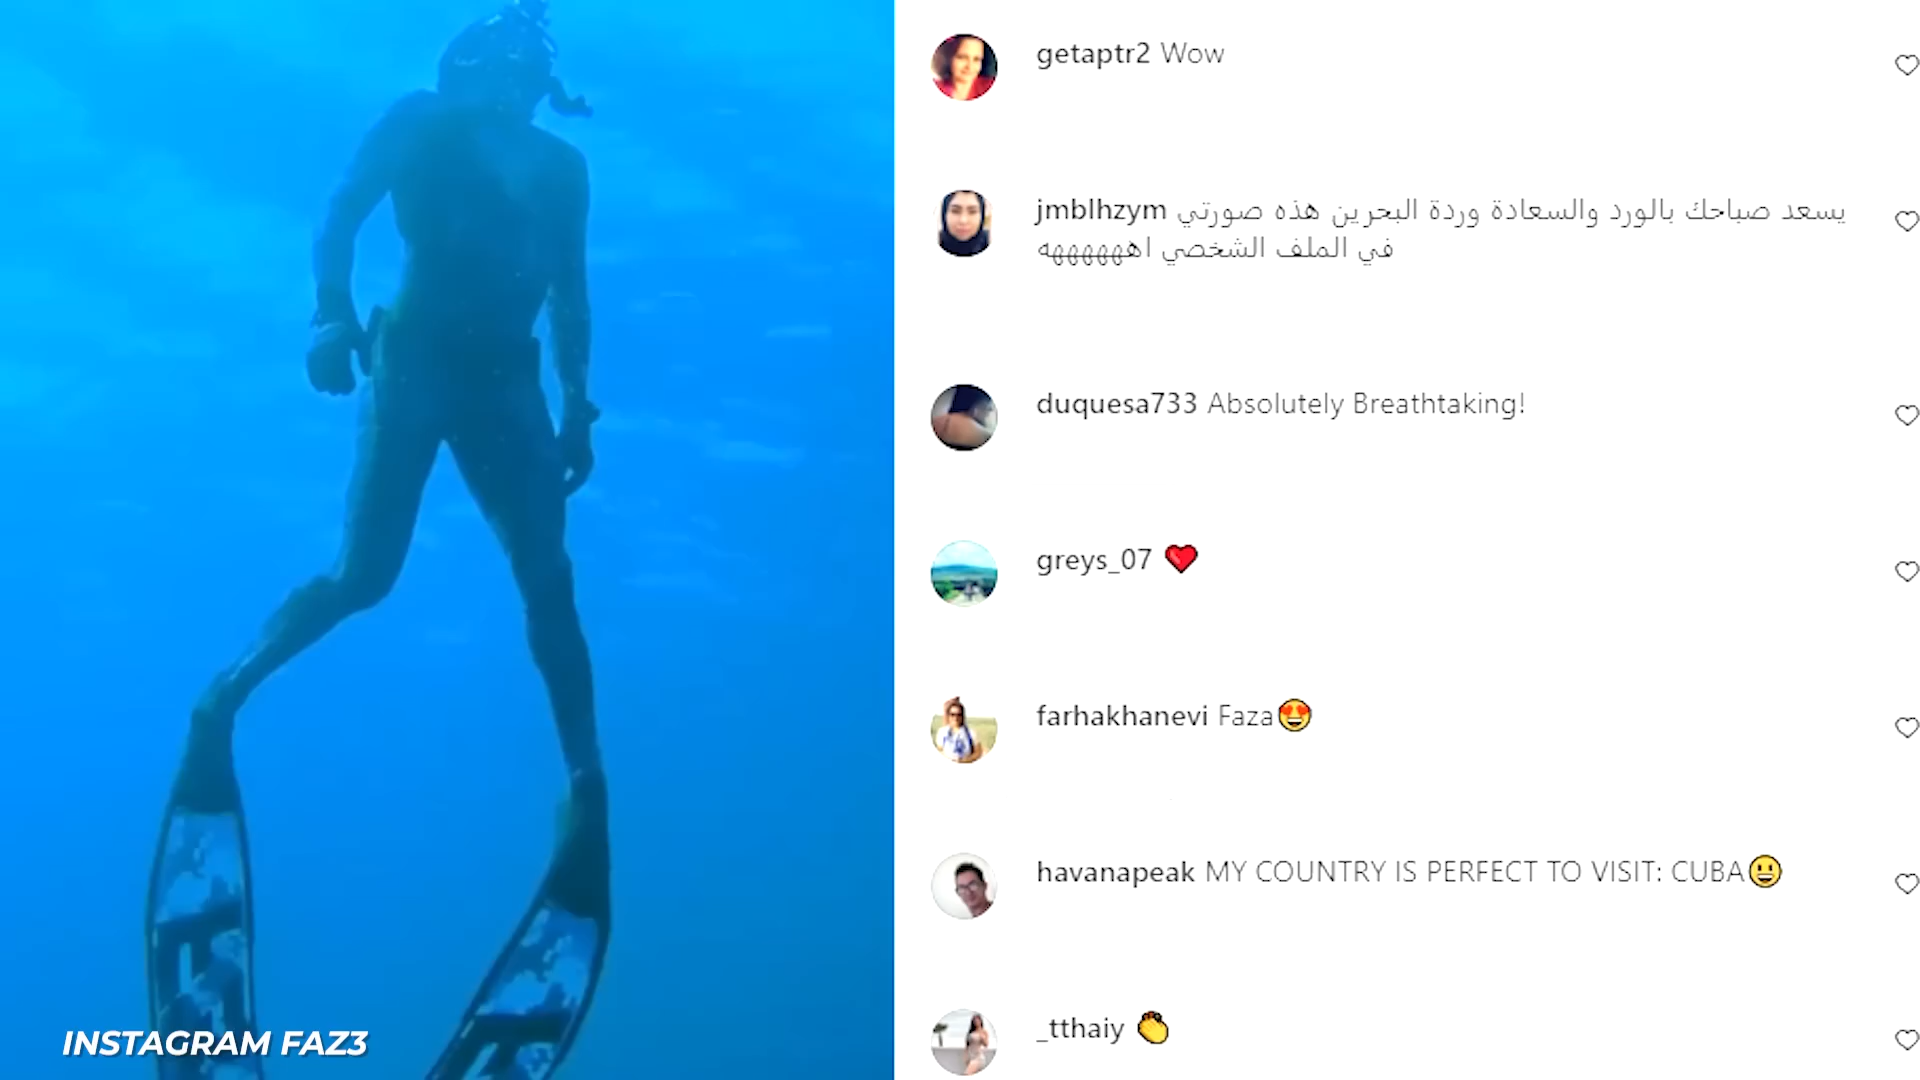 getaptr2 Wow
jmblhzym يسعد صباحك بالورد والسعادة وردة البحرين هذه صورتي
في الملف الشخصي اههههههه
duquesa733 Absolutely Breathtaking!
greys_07 ❤️
farhakhanevi Faza😍
havanapeak MY COUNTRY IS PERFECT TO VISIT: CUBA😀
_tthaiy 👏
INSTAGRAM FAZ3